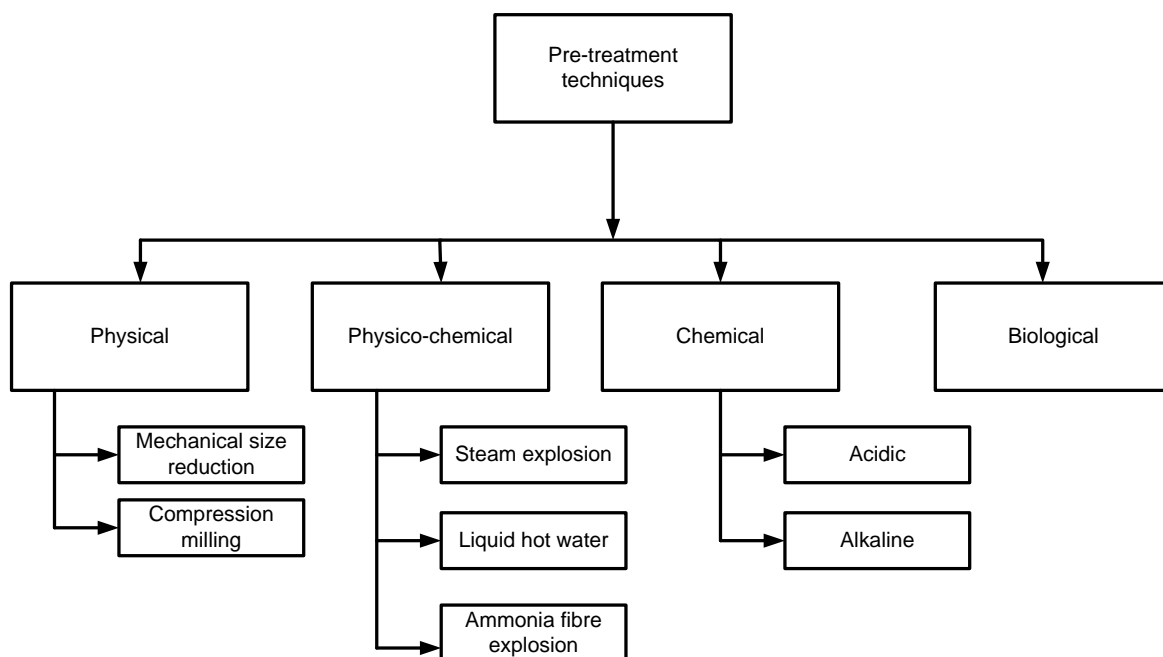 Pre-treatment
techniques
Physical
Physico-chemical
Chemical
Biological
Mechanical size
reduction
Compression
milling
Steam explosion
Liquid hot water
Ammonia fibre
explosion
Acidic
Alkaline